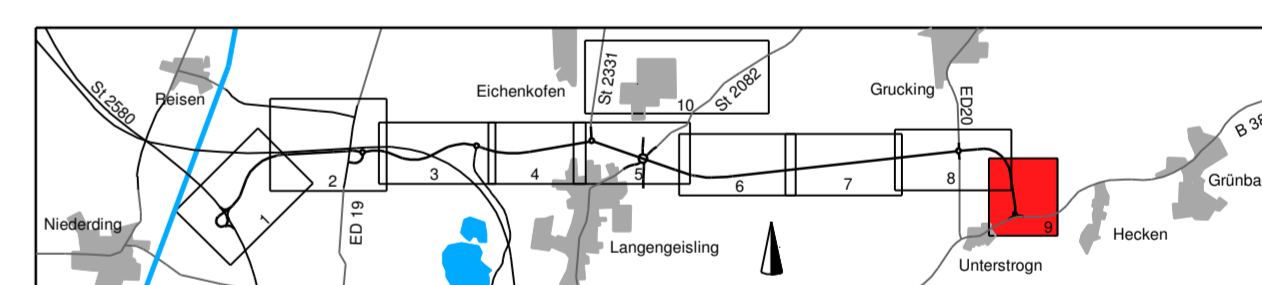 St 2580
Reisen
Eichenkofen
St 2331
10
St 2082
Grucking
ED20
B 38
1
2
ED 19
3
4
5
6
7
8
9
Niederding
Langengeisling
Unterstrogn
Hecken
Grünba